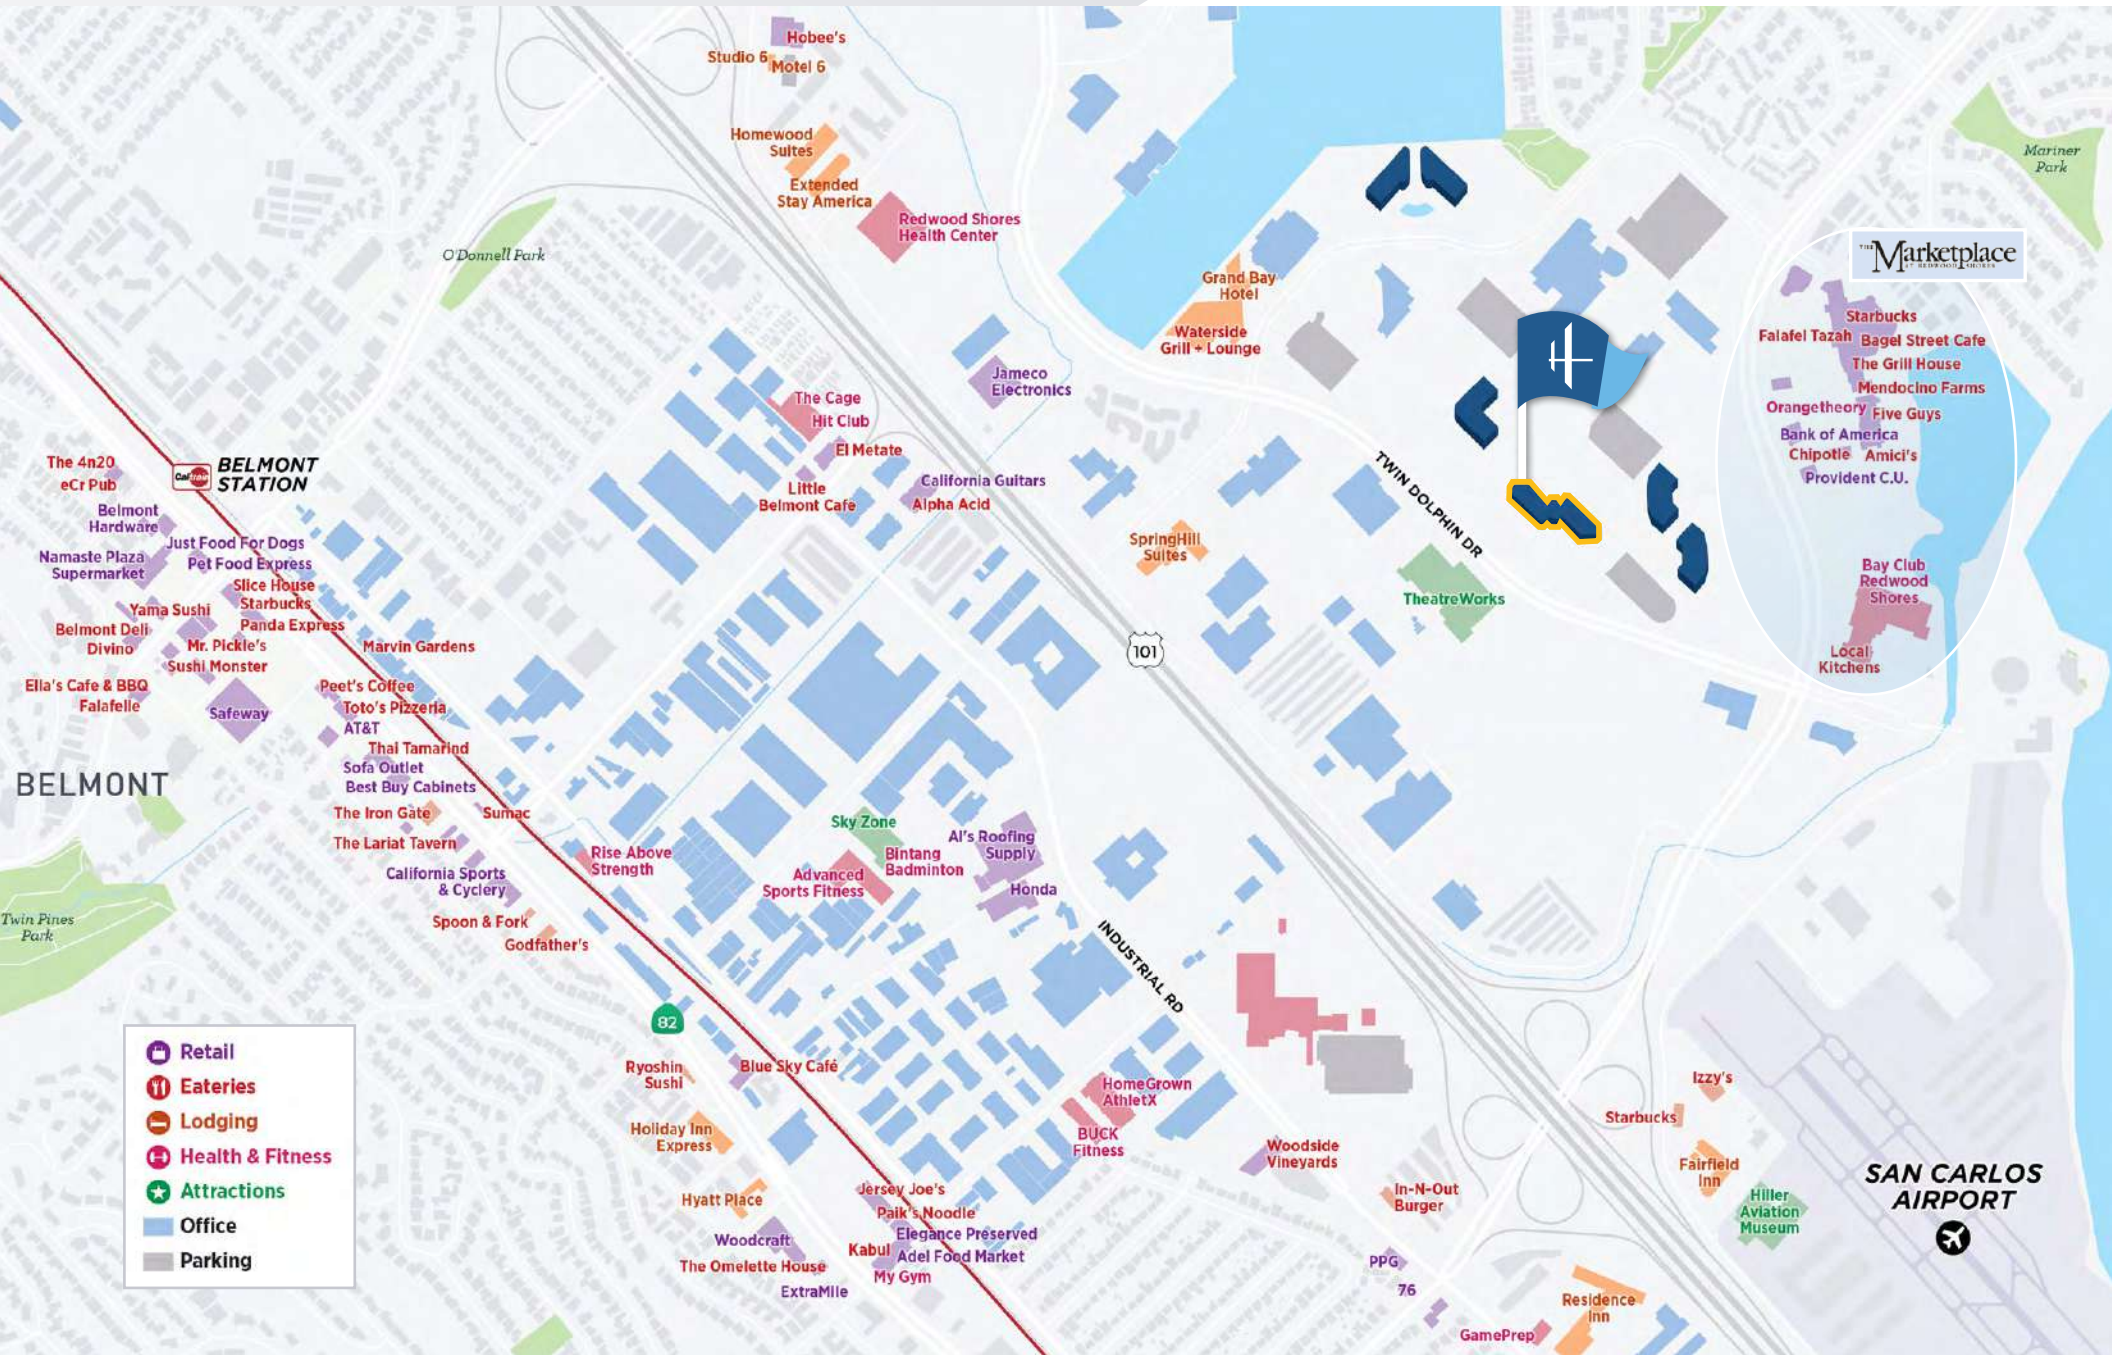 Hobee's
Studio 6
Motel 6
Homewood
Suites
Extended
Stay America
Redwood Shores
Health Center
O'Donnell Park
Mariner
Park
THE Marketplace
AT REDWOOD SHORES
Grand Bay
Hotel
Waterside
Grill + Lounge
Starbucks
Falafel Tazah
Bagel Street Cafe
The Grill House
Mendocino Farms
Orangetheory
Five Guys
Bank of America
Chipotle
Amici's
Provident C.U.
Bay Club
Redwood
Shores
Local
Kitchens
Jameco
Electronics
The Cage
Hit Club
El Metate
Little
Belmont Cafe
California Guitars
Alpha Acid
SpringHill
Suites
TWIN DOLPHIN DR
TheatreWorks
101
Caltrain
BELMONT
STATION
The 4n20
eCr Pub
Belmont
Hardware
Just Food For Dogs
Namaste Plaza
Supermarket
Pet Food Express
Slice House
Starbucks
Yama Sushi
Panda Express
Belmont Deli
Divino
Mr. Pickle's
Sushi Monster
Marvin Gardens
Ella's Cafe & BBQ
Falafelle
Safeway
Peet's Coffee
Toto's Pizzeria
AT&T
Thai Tamarind
Sofa Outlet
Best Buy Cabinets
BELMONT
The Iron Gate
Sumac
The Lariat Tavern
California Sports
& Cyclery
Rise Above
Strength
Spoon & Fork
Godfather's
Twin Pines
Park
Sky Zone
Bintang
Badminton
Advanced
Sports Fitness
Al's Roofing
Supply
Honda
INDUSTRIAL RD
82
Retail
Eateries
Lodging
Health & Fitness
Attractions
Office
Parking
Ryoshin
Sushi
Blue Sky Café
Holiday Inn
Express
Hyatt Place
Woodcraft
The Omelette House
ExtraMile
Jersey Joe's
Paik's Noodle
Elegance Preserved
Kabul
Adel Food Market
My Gym
HomeGrown
AthletX
BUCK
Fitness
Woodside
Vineyards
In-N-Out
Burger
PPG
76
GamePrep
Residence
Inn
Izzy's
Starbucks
Fairfield
Inn
Hiller
Aviation
Museum
SAN CARLOS
AIRPORT